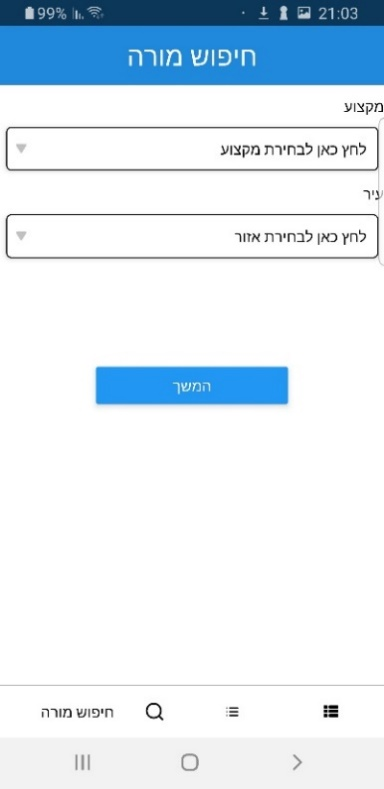 99% 21:03
חיפוש מורה
מקצוע
לחץ כאן לבחירת מקצוע
עיר
לחץ כאן לבחירת אזור
המשך
חיפוש מורה